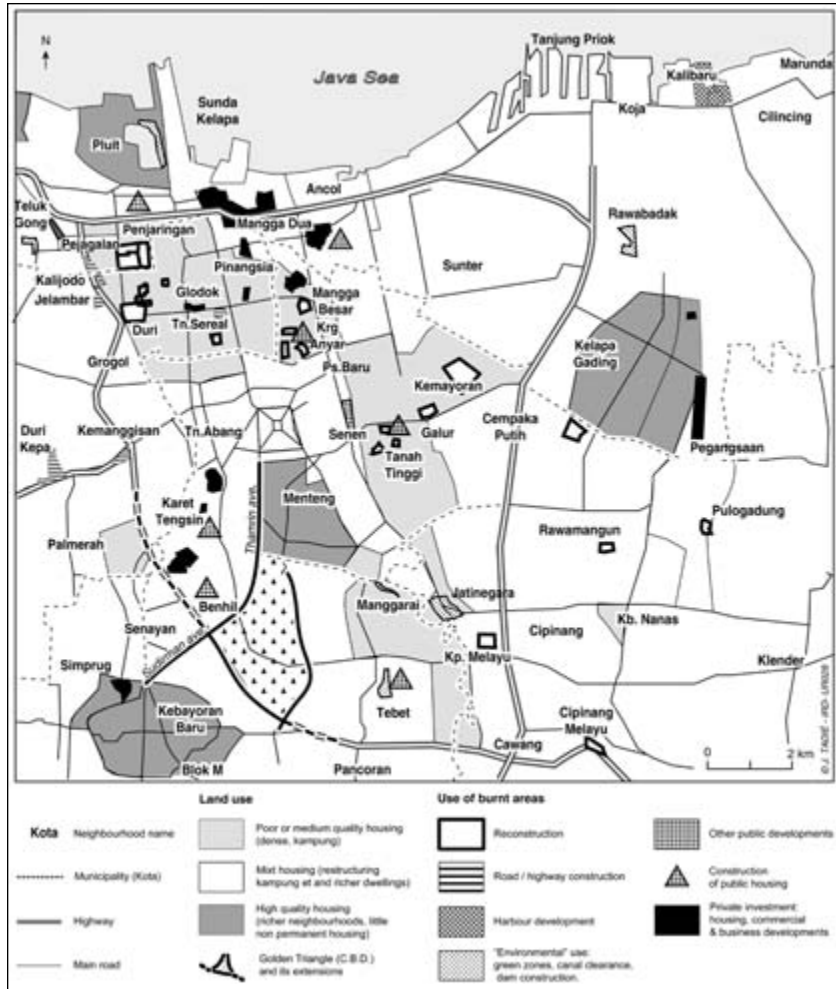 N
Tanjung Priok
Java Sea
Kalibaru
Marunda
Sunda
Kelapa
Koja
Cilincing
Pluit
Ancol
Teluk
Gong
Penjaringan
Mangga Dua
Rawabadak
Pejagalan
Pinangsia
Sunter
Kalijodo
Jelambar
Glodok
Mangga
Besar
Duri
Tn.Sereal
Krg
Anyar
Kelapa
Gading
Grogol
Ps.Baru
Kemayoran
Duri
Kepa
Kemanggisan
Tn.Abang
Senen
Galur
Cempaka
Putih
Tanah
Tinggi
Pegangsaan
Karet
Tengsin
Thamrin ave.
Menteng
Pulogadung
Palmerah
Rawamangun
Benhil
Manggarai
Jatinegara
Senayan
Sudirman ave.
Cipinang
Kb. Nanas
Simprug
Kp. Melayu
Klender
Kebayoran
Baru
Tebet
Cipinang
Melayu
Cawang
0 2 km
Blok M
Pancoran
Land use
Use of burnt areas
Kota Neighbourhood name
Poor or medium quality housing
(dense, kampung)
Reconstruction
Other public developments
Municipality (Kota)
Mixt housing (restructuring
kampung et and richer dwellings)
Road / highway construction
Construction
of public housing
Highway
High quality housing
(richer neighbourhoods, little
non permanent housing)
Harbour development
Private investment:
housing, commercial
& business developments
Main road
Golden Triangle (C.B.D.)
and its extensions
"Environmental" use:
green zones, canal clearance,
dam construction.